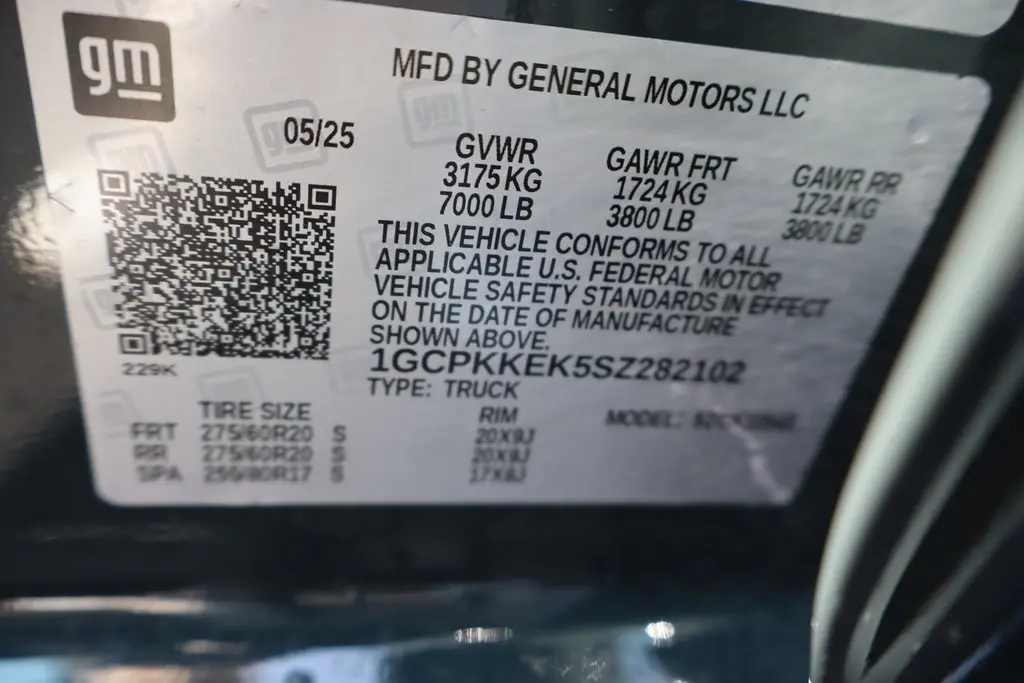 gm
MFD BY GENERAL MOTORS LLC
05/25
GVWR GAWR FRT GAWR RR
3175 KG 1724 KG 1724 KG
7000 LB 3800 LB 3800 LB
THIS VEHICLE CONFORMS TO ALL
APPLICABLE U.S. FEDERAL MOTOR
VEHICLE SAFETY STANDARDS IN EFFECT
ON THE DATE OF MANUFACTURE
SHOWN ABOVE.
1GCPKKEK5SZ282102
229K
TYPE: TRUCK
TIRE SIZE RIM MODEL:
FRT 275/60R20 S 20X9J
RR 275/60R20 S 20X9J
SPA 255/80R17 S 17X8J